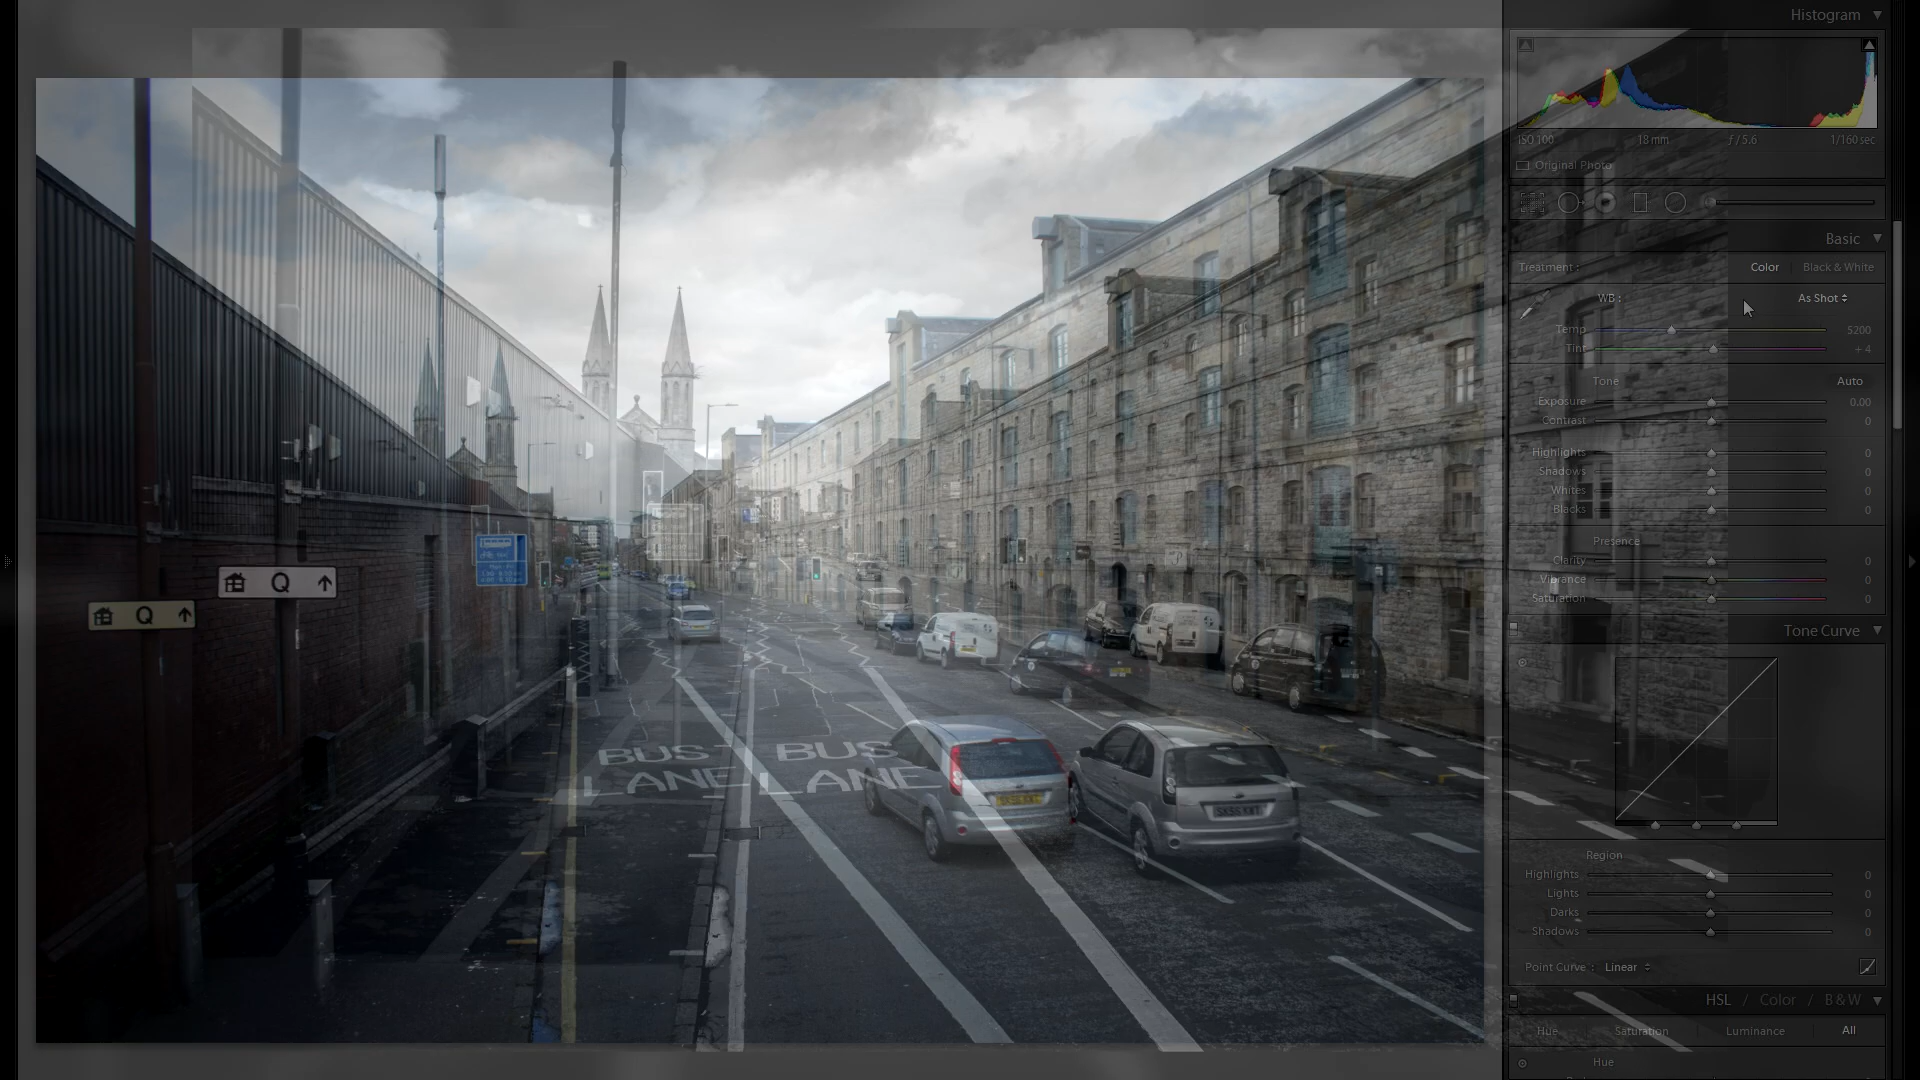 Histogram
ISO 100 18 mm ƒ / 5.6 1/160 sec
Original Photo
Basic
Treatment : Color Black & White
WB : As Shot
Temp 5200
Tint + 4
Tone Auto
Exposure 0.00
Contrast 0
Highlights 0
Shadows 0
Whites 0
Blacks 0
Presence
Clarity 0
Vibrance 0
Saturation 0
Tone Curve
Region
Highlights 0
Lights 0
Darks 0
Shadows 0
Point Curve : Linear
HSL / Color / B & W
Hue Saturation Luminance All
Hue
Q
Q
BUS LANE
BUS LANE